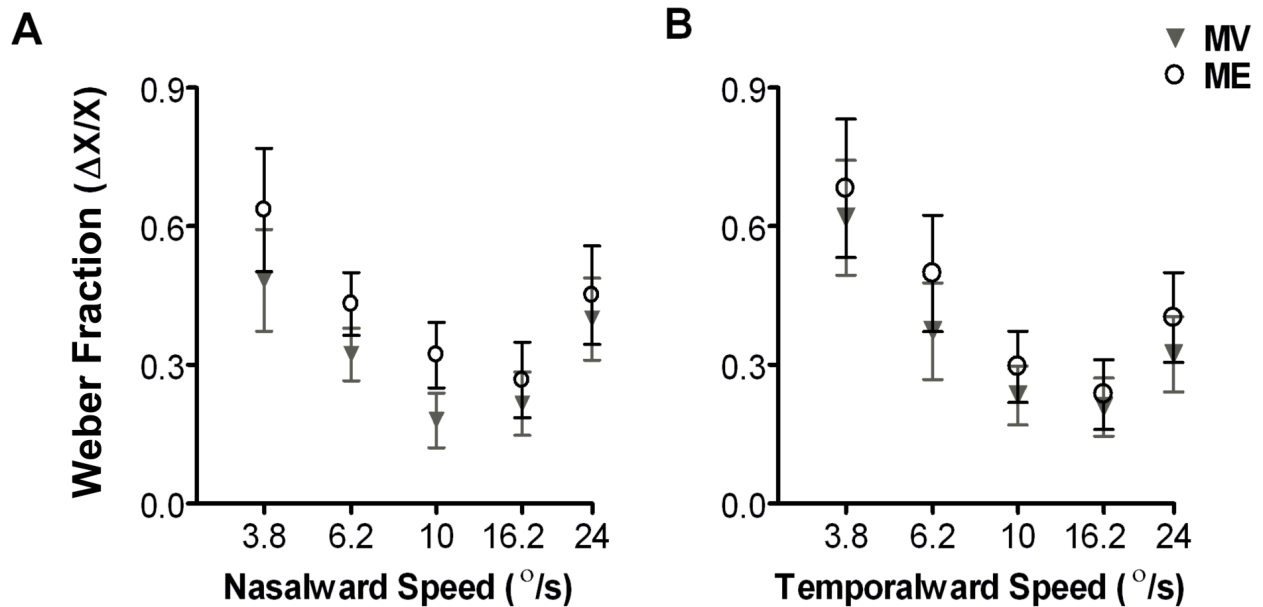 A
B
MV
ME
Weber Fraction (ΔX/X)
0.9
0.6
0.3
0.0
3.8 6.2 10 16.2 24
Nasalward Speed (°/s)
0.9
0.6
0.3
0.0
3.8 6.2 10 16.2 24
Temporalward Speed (°/s)